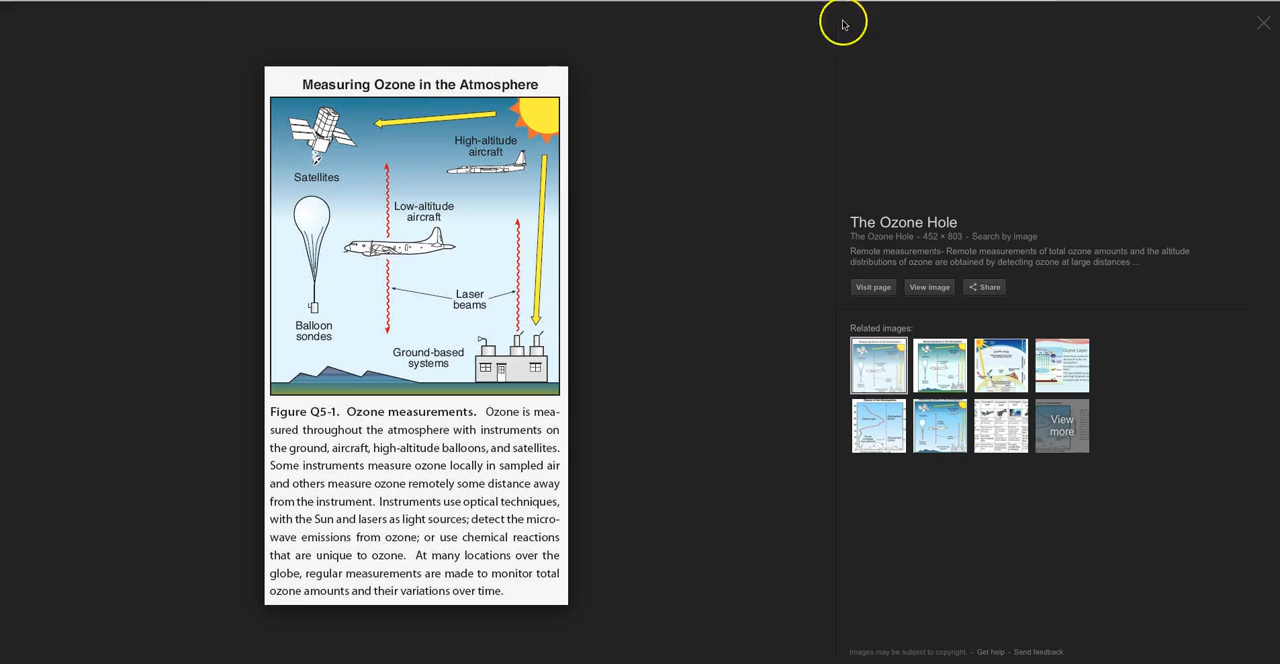 Measuring Ozone in the Atmosphere
High-altitude
aircraft
Satellites
Low-altitude
aircraft
Laser
beams
Balloon
sondes
Ground-based
systems
Figure Q5-1. Ozone measurements. Ozone is mea-
sured throughout the atmosphere with instruments on
the ground, aircraft, high-altitude balloons, and satellites.
Some instruments measure ozone locally in sampled air
and others measure ozone remotely some distance away
from the instrument. Instruments use optical techniques,
with the Sun and lasers as light sources; detect the micro-
wave emissions from ozone; or use chemical reactions
that are unique to ozone. At many locations over the
globe, regular measurements are made to monitor total
ozone amounts and their variations over time.
The Ozone Hole
The Ozone Hole - 452 × 803 - Search by image
Remote measurements- Remote measurements of total ozone amounts and the altitude
distributions of ozone are obtained by detecting ozone at large distances ...
Visit page View image Share
Related images:
Ozone Layer
View
more
Images may be subject to copyright. - Get help - Send feedback